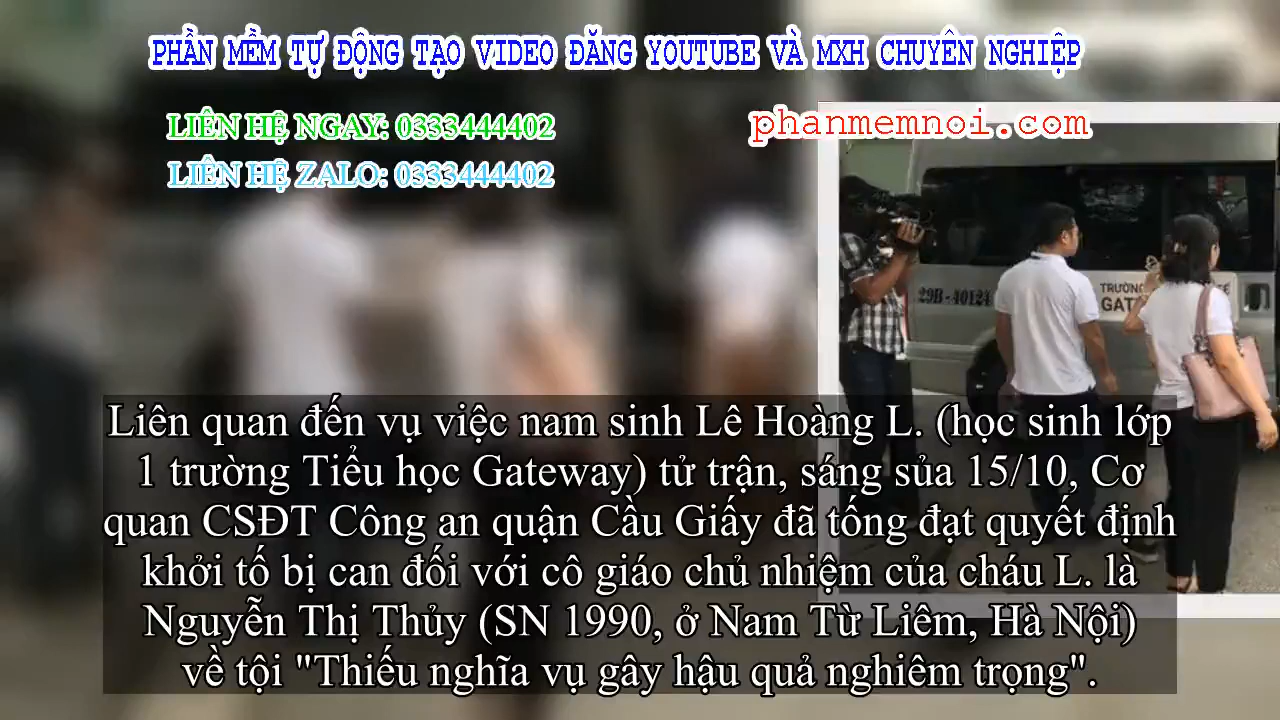 PHẦN MỀM TỰ ĐỘNG TẠO VIDEO ĐĂNG YOUTUBE VÀ MXH CHUYÊN NGHIỆP
LIÊN HỆ NGAY: 0333444402
phanmemnoi.com
LIÊN HỆ ZALO: 0333444402
29B-40124
TRƯỜNG
GAT
Liên quan đến vụ việc nam sinh Lê Hoàng L. (học sinh lớp
1 trường Tiểu học Gateway) tử trận, sáng sủa 15/10, Cơ
quan CSĐT Công an quận Cầu Giấy đã tống đạt quyết định
khởi tố bị can đối với cô giáo chủ nhiệm của cháu L. là
Nguyễn Thị Thủy (SN 1990, ở Nam Từ Liêm, Hà Nội)
về tội "Thiếu nghĩa vụ gây hậu quả nghiêm trọng".